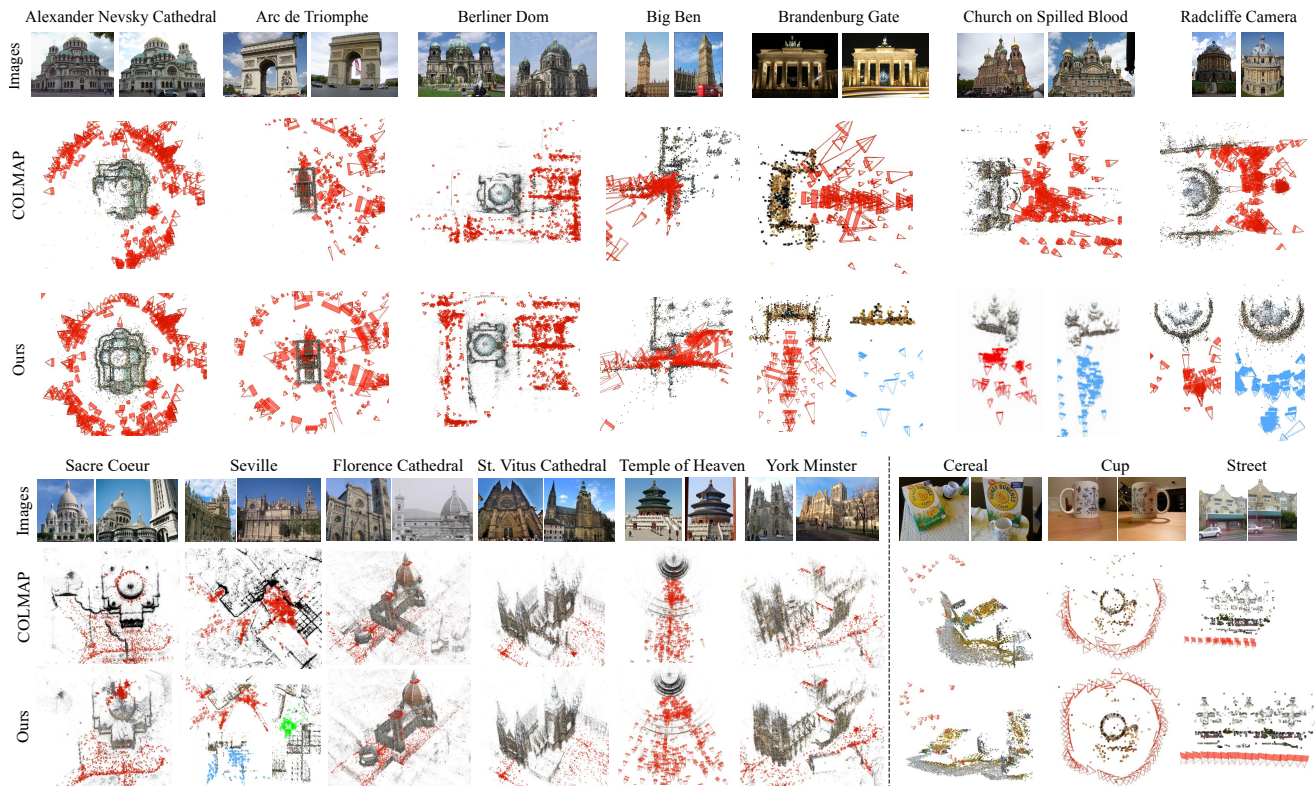 Alexander Nevsky Cathedral Arc de Triomphe Berliner Dom Big Ben Brandenburg Gate Church on Spilled Blood Radcliffe Camera
Images
COLMAP
Ours
Sacre Coeur Seville Florence Cathedral St. Vitus Cathedral Temple of Heaven York Minster Cereal Cup Street
Images
COLMAP
Ours